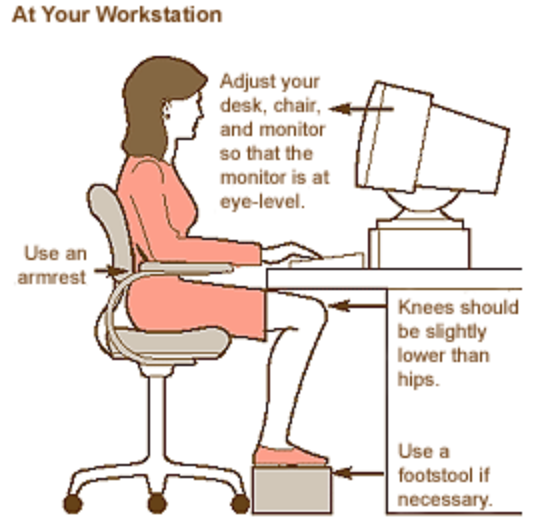 At Your Workstation
Adjust your
desk, chair,
and monitor
so that the
monitor is at
eye-level.
Use an
armrest
Knees should
be slightly
lower than
hips.
Use a
footstool if
necessary.